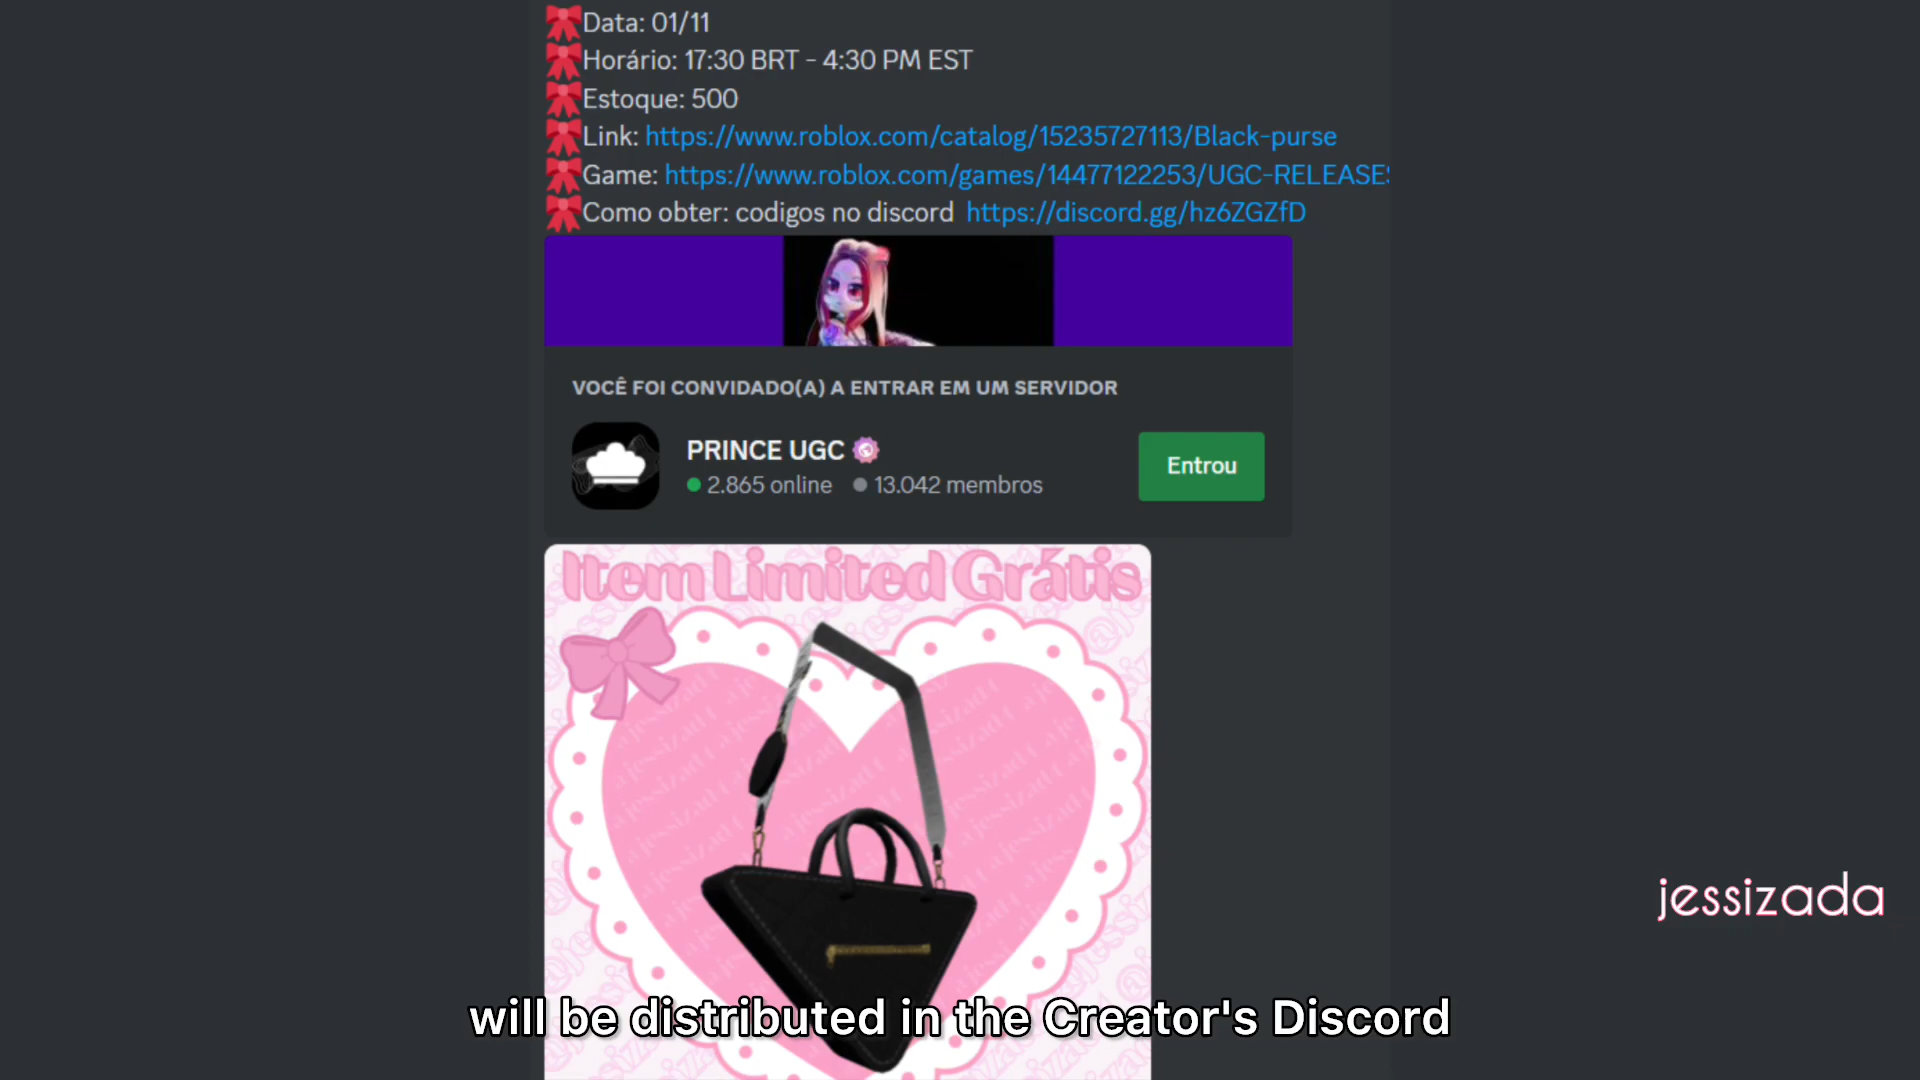 Data: 01/11
Horário: 17:30 BRT - 4:30 PM EST
Estoque: 500
Link: https://www.roblox.com/catalog/15235727113/Black-purse
Game: https://www.roblox.com/games/14477122253/UGC-RELEASES
Como obter: codigos no discord https://discord.gg/hz6ZGZfD
VOCÊ FOI CONVIDADO(A) A ENTRAR EM UM SERVIDOR
PRINCE UGC
2.865 online 13.042 membros
Entrou
Item Limited Grátis
jessizada
will be distributed in the Creator's Discord